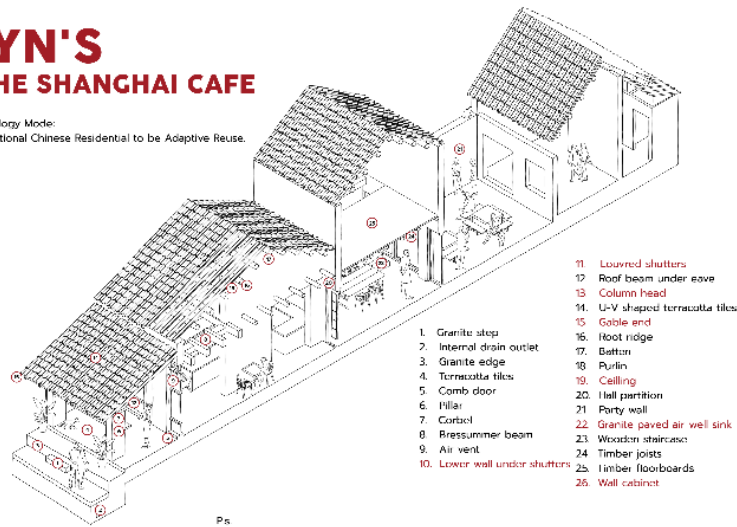 YN'S
HE SHANGHAI CAFE
logy Mode:
tional Chinese Residential to be Adaptive Reuse.
1. Granite step
2. Internal drain outlet
3. Granite edge
4. Terracotta tiles
5. Comb door
6. Pillar
7. Corbel
8. Bressummer beam
9. Air vent
10. Lower wall under shutters
11. Louvred shutters
12 Roof beam under eave
13 Column head
14. U-V shaped terracotta tiles
15 Gable end
16. Roof ridge
17. Batten
18 Purlin
19. Ceilling
20. Hall partition
21 Party wall
22 Granite paved air well sink
23. Wooden staircase
24 Timber joists
25. Timber floorboards
26. Wall cabinet
Ps